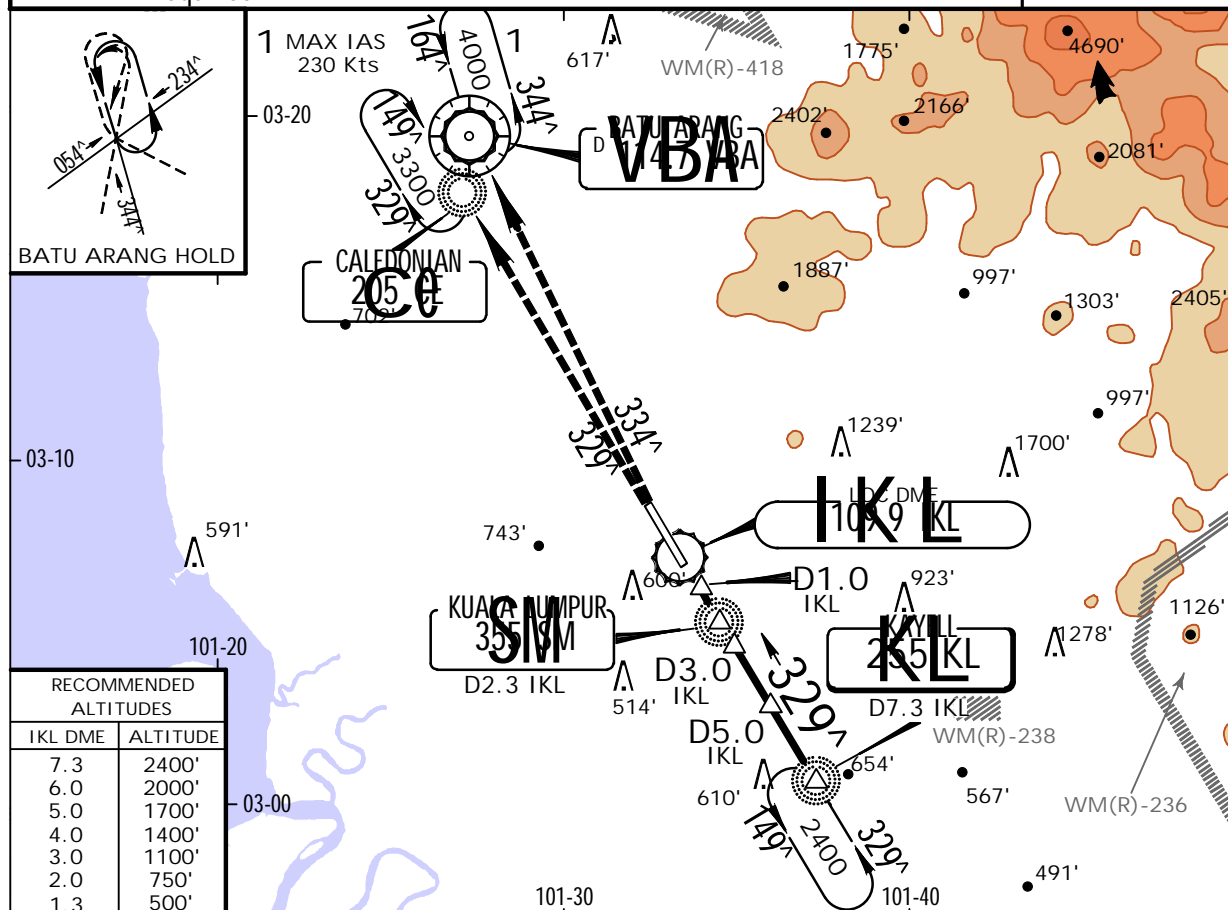 1 MAX IAS
230 Kts
164^
4000
1
344^
617'
WM(R)-418
1775'
4690'
234^
054^
344^
BATU ARANG HOLD
03-20
149^
3300
329^
BATU ARANG
D 114.7 VBA
VBA
2402'
2166'
2081'
CALEDONIAN
205 CE
Ce
702'
1887'
997'
1303'
2405'
334^
329^
997'
1239'
1700'
03-10
LOC DME
109.9 IKL
IKL
591'
743'
600'
D1.0
IKL
923'
KUALA LUMPUR
355 SM
SM
D2.3 IKL
KAYELL
255 KL
KL
D7.3 IKL
1126'
1278'
101-20
D3.0
IKL
329^
514'
D5.0
IKL
WM(R)-238
RECOMMENDED
ALTITUDES
IKL DME ALTITUDE
7.3 2400'
6.0 2000'
5.0 1700'
4.0 1400'
3.0 1100'
2.0 750'
1.3 500'
03-00
610'
654'
567'
WM(R)-236
149^
2400
329^
491'
101-30
101-40